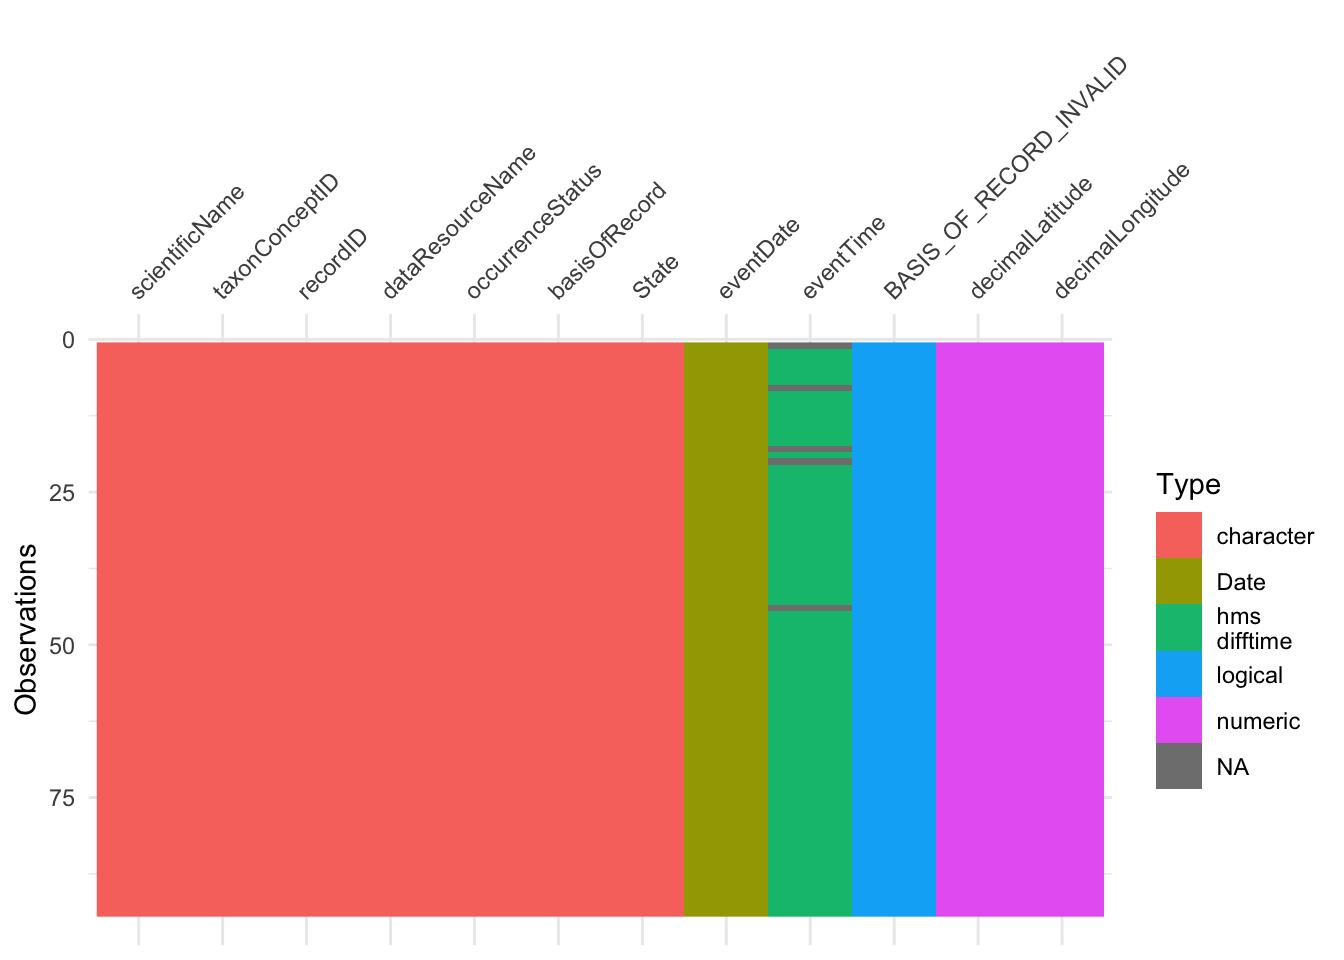 scientificName
taxonConceptID
recordID
dataResourceName
occurrenceStatus
basisOfRecord
State
eventDate
eventTime
BASIS_OF_RECORD_INVALID
decimalLatitude
decimalLongitude
0
25
50
75
Observations
Type
character
Date
hms
difftime
logical
numeric
NA